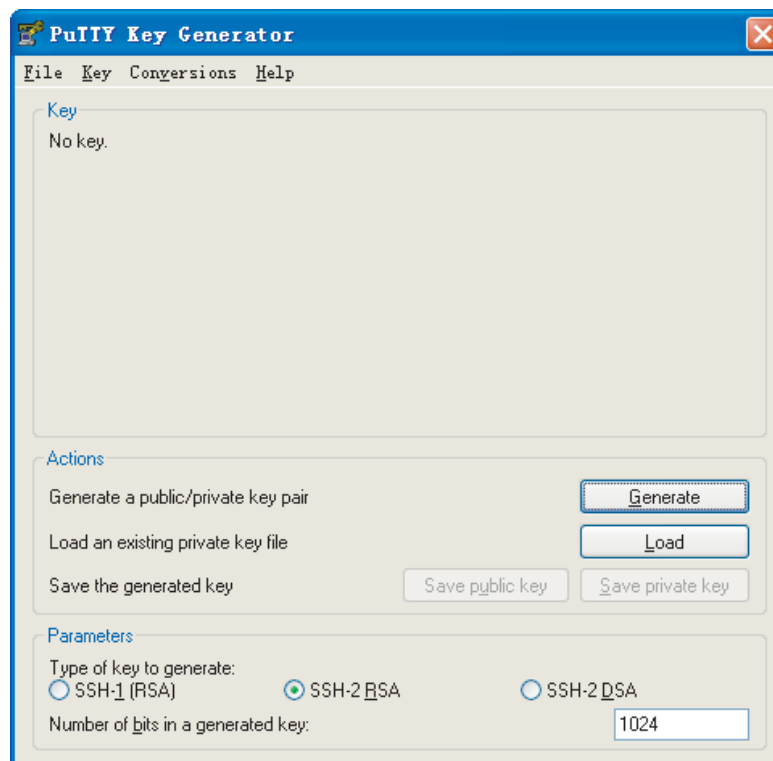 PuTTY Key Generator
File Key Conversions Help
Key
No key.
Actions
Generate a public/private key pair
Generate
Load an existing private key file
Load
Save the generated key
Save public key
Save private key
Parameters
Type of key to generate:
SSH-1 (RSA)
SSH-2 RSA
SSH-2 DSA
Number of bits in a generated key:
1024